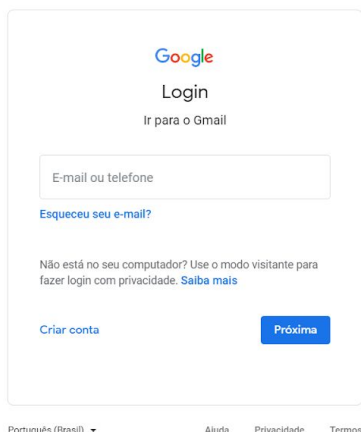 Google
Login
Ir para o Gmail
E-mail ou telefone
Esqueceu seu e-mail?
Não está no seu computador? Use o modo visitante para
fazer login com privacidade. Saiba mais
Criar conta Próxima
Português (Brasil) Ajuda Privacidade Termos